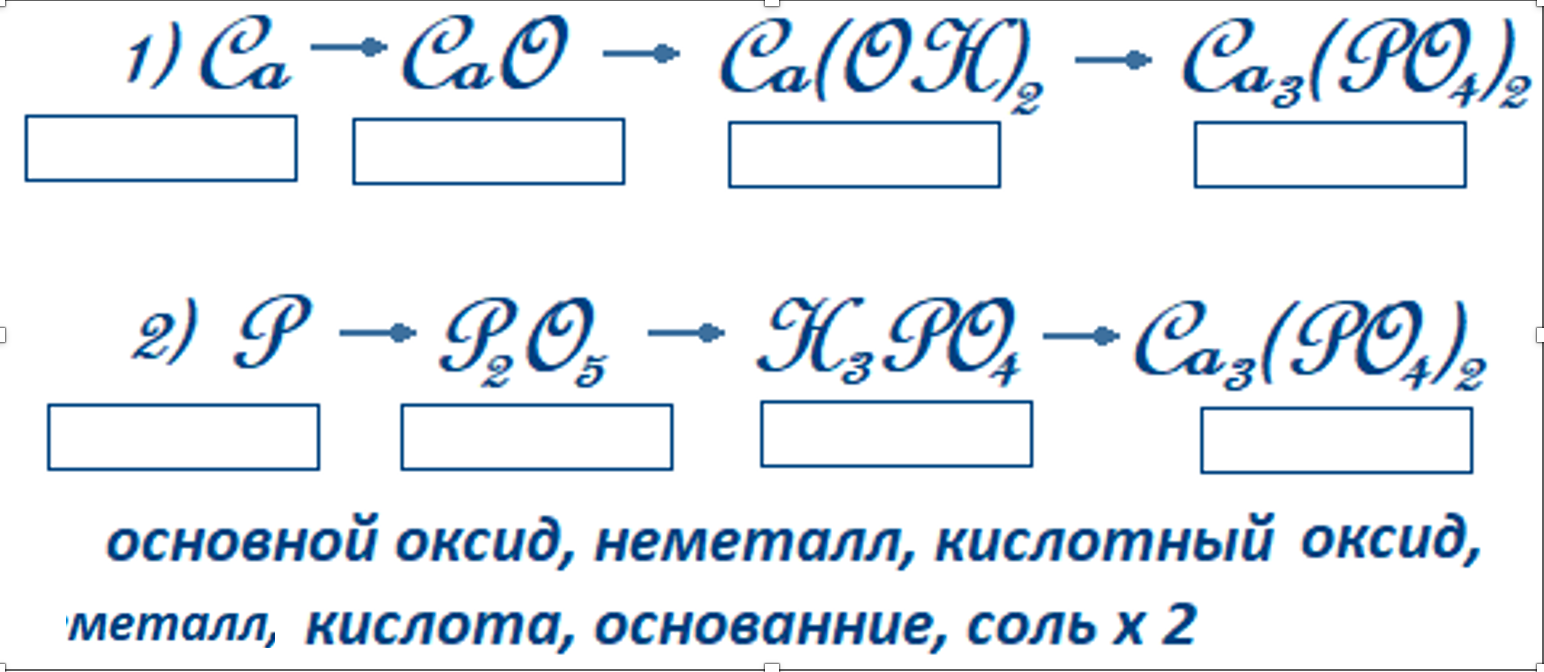 1) Ca → CaO → Ca(OH)₂ → Ca₃(PO₄)₂
2) P → P₂O₅ → H₃PO₄ → Ca₃(PO₄)₂
основной оксид, неметалл, кислотный оксид,
металл, кислота, основанние, соль х 2